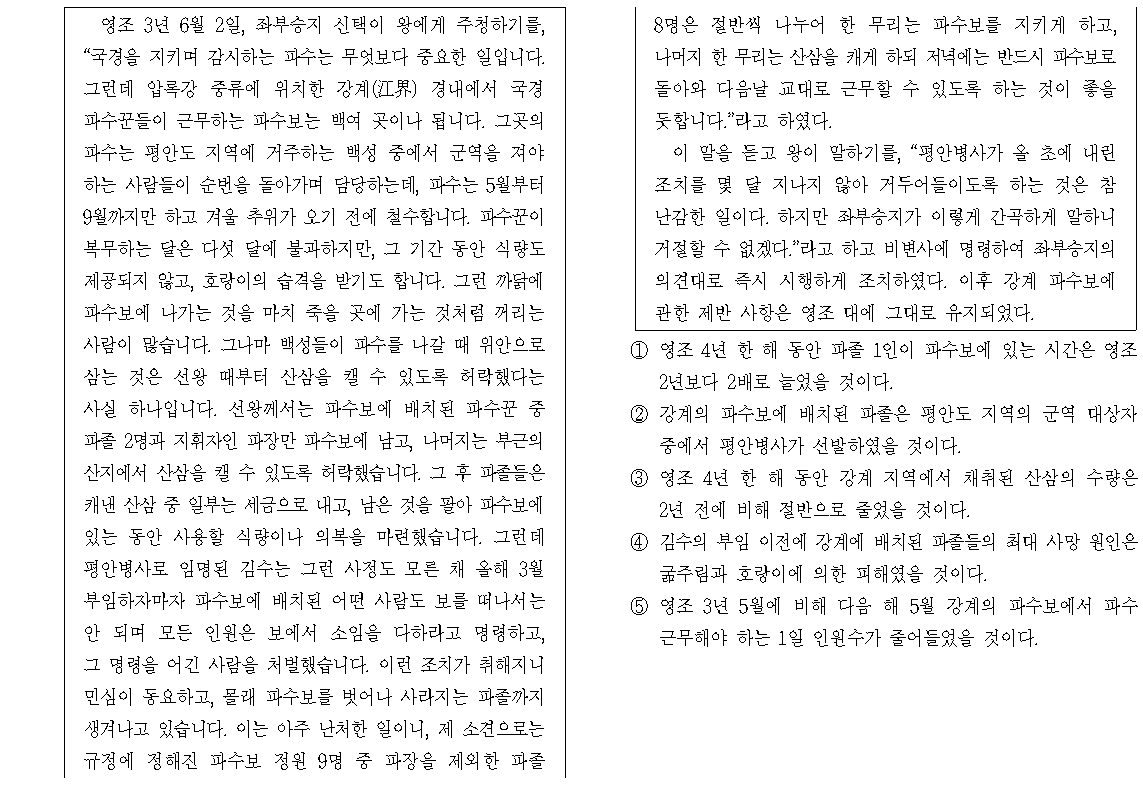 영조 3년 6월 2일, 좌부승지 신택이 왕에게 주청하기를,
“국경을 지키며 감시하는 파수는 무엇보다 중요한 일입니다.
그런데 압록강 중류에 위치한 강계(江界) 경내에서 국경
파수꾼들이 근무하는 파수보는 백여 곳이나 됩니다. 그곳의
파수는 평안도 지역에 거주하는 백성 중에서 군역을 져야
하는 사람들이 순번을 돌아가며 담당하는데, 파수는 5월부터
9월까지만 하고 겨울 추위가 오기 전에 철수합니다. 파수꾼이
복무하는 달은 다섯 달에 불과하지만, 그 기간 동안 식량도
제공되지 않고, 호랑이의 습격을 받기도 합니다. 그런 까닭에
파수보에 나가는 것을 마치 죽을 곳에 가는 것처럼 꺼리는
사람이 많습니다. 그나마 백성들이 파수를 나갈 때 위안으로
삼는 것은 선왕 때부터 산삼을 캘 수 있도록 허락했다는
사실 하나입니다. 선왕께서는 파수보에 배치된 파수꾼 중
파졸 2명과 지휘자인 파장만 파수보에 남고, 나머지는 부근의
산지에서 산삼을 캘 수 있도록 허락했습니다. 그 후 파졸들은
캐낸 산삼 중 일부는 세금으로 내고, 남은 것을 팔아 파수보에
있는 동안 사용할 식량이나 의복을 마련했습니다. 그런데
평안병사로 임명된 김수는 그런 사정도 모른 채 올해 3월
부임하자마자 파수보에 배치된 어떤 사람도 보를 떠나서는
안 되며 모든 인원은 보에서 소임을 다하라고 명령하고,
그 명령을 어긴 사람을 처벌했습니다. 이런 조치가 취해지니
민심이 동요하고, 몰래 파수보를 벗어나 사라지는 파졸까지
생겨나고 있습니다. 이는 아주 난처한 일이니, 제 소견으로는
규정에 정해진 파수보 정원 9명 중 파장을 제외한 파졸
8명은 절반씩 나누어 한 무리는 파수보를 지키게 하고,
나머지 한 무리는 산삼을 캐게 하되 저녁에는 반드시 파수보로
돌아와 다음날 교대로 근무할 수 있도록 하는 것이 좋을
듯합니다.”라고 하였다.
이 말을 듣고 왕이 말하기를, “평안병사가 올 초에 내린
조치를 몇 달 지나지 않아 거두어들이도록 하는 것은 참
난감한 일이다. 하지만 좌부승지가 이렇게 간곡하게 말하니
거절할 수 없겠다.”라고 하고 비변사에 명령하여 좌부승지의
의견대로 즉시 시행하게 조치하였다. 이후 강계 파수보에
관한 제반 사항은 영조 대에 그대로 유지되었다.
① 영조 4년 한 해 동안 파졸 1인이 파수보에 있는 시간은 영조
2년보다 2배로 늘었을 것이다.
② 강계의 파수보에 배치된 파졸은 평안도 지역의 군역 대상자
중에서 평안병사가 선발하였을 것이다.
③ 영조 4년 한 해 동안 강계 지역에서 채취된 산삼의 수량은
2년 전에 비해 절반으로 줄었을 것이다.
④ 김수의 부임 이전에 강계에 배치된 파졸들의 최대 사망 원인은
굶주림과 호랑이에 의한 피해였을 것이다.
⑤ 영조 3년 5월에 비해 다음 해 5월 강계의 파수보에서 파수
근무해야 하는 1일 인원수가 줄어들었을 것이다.